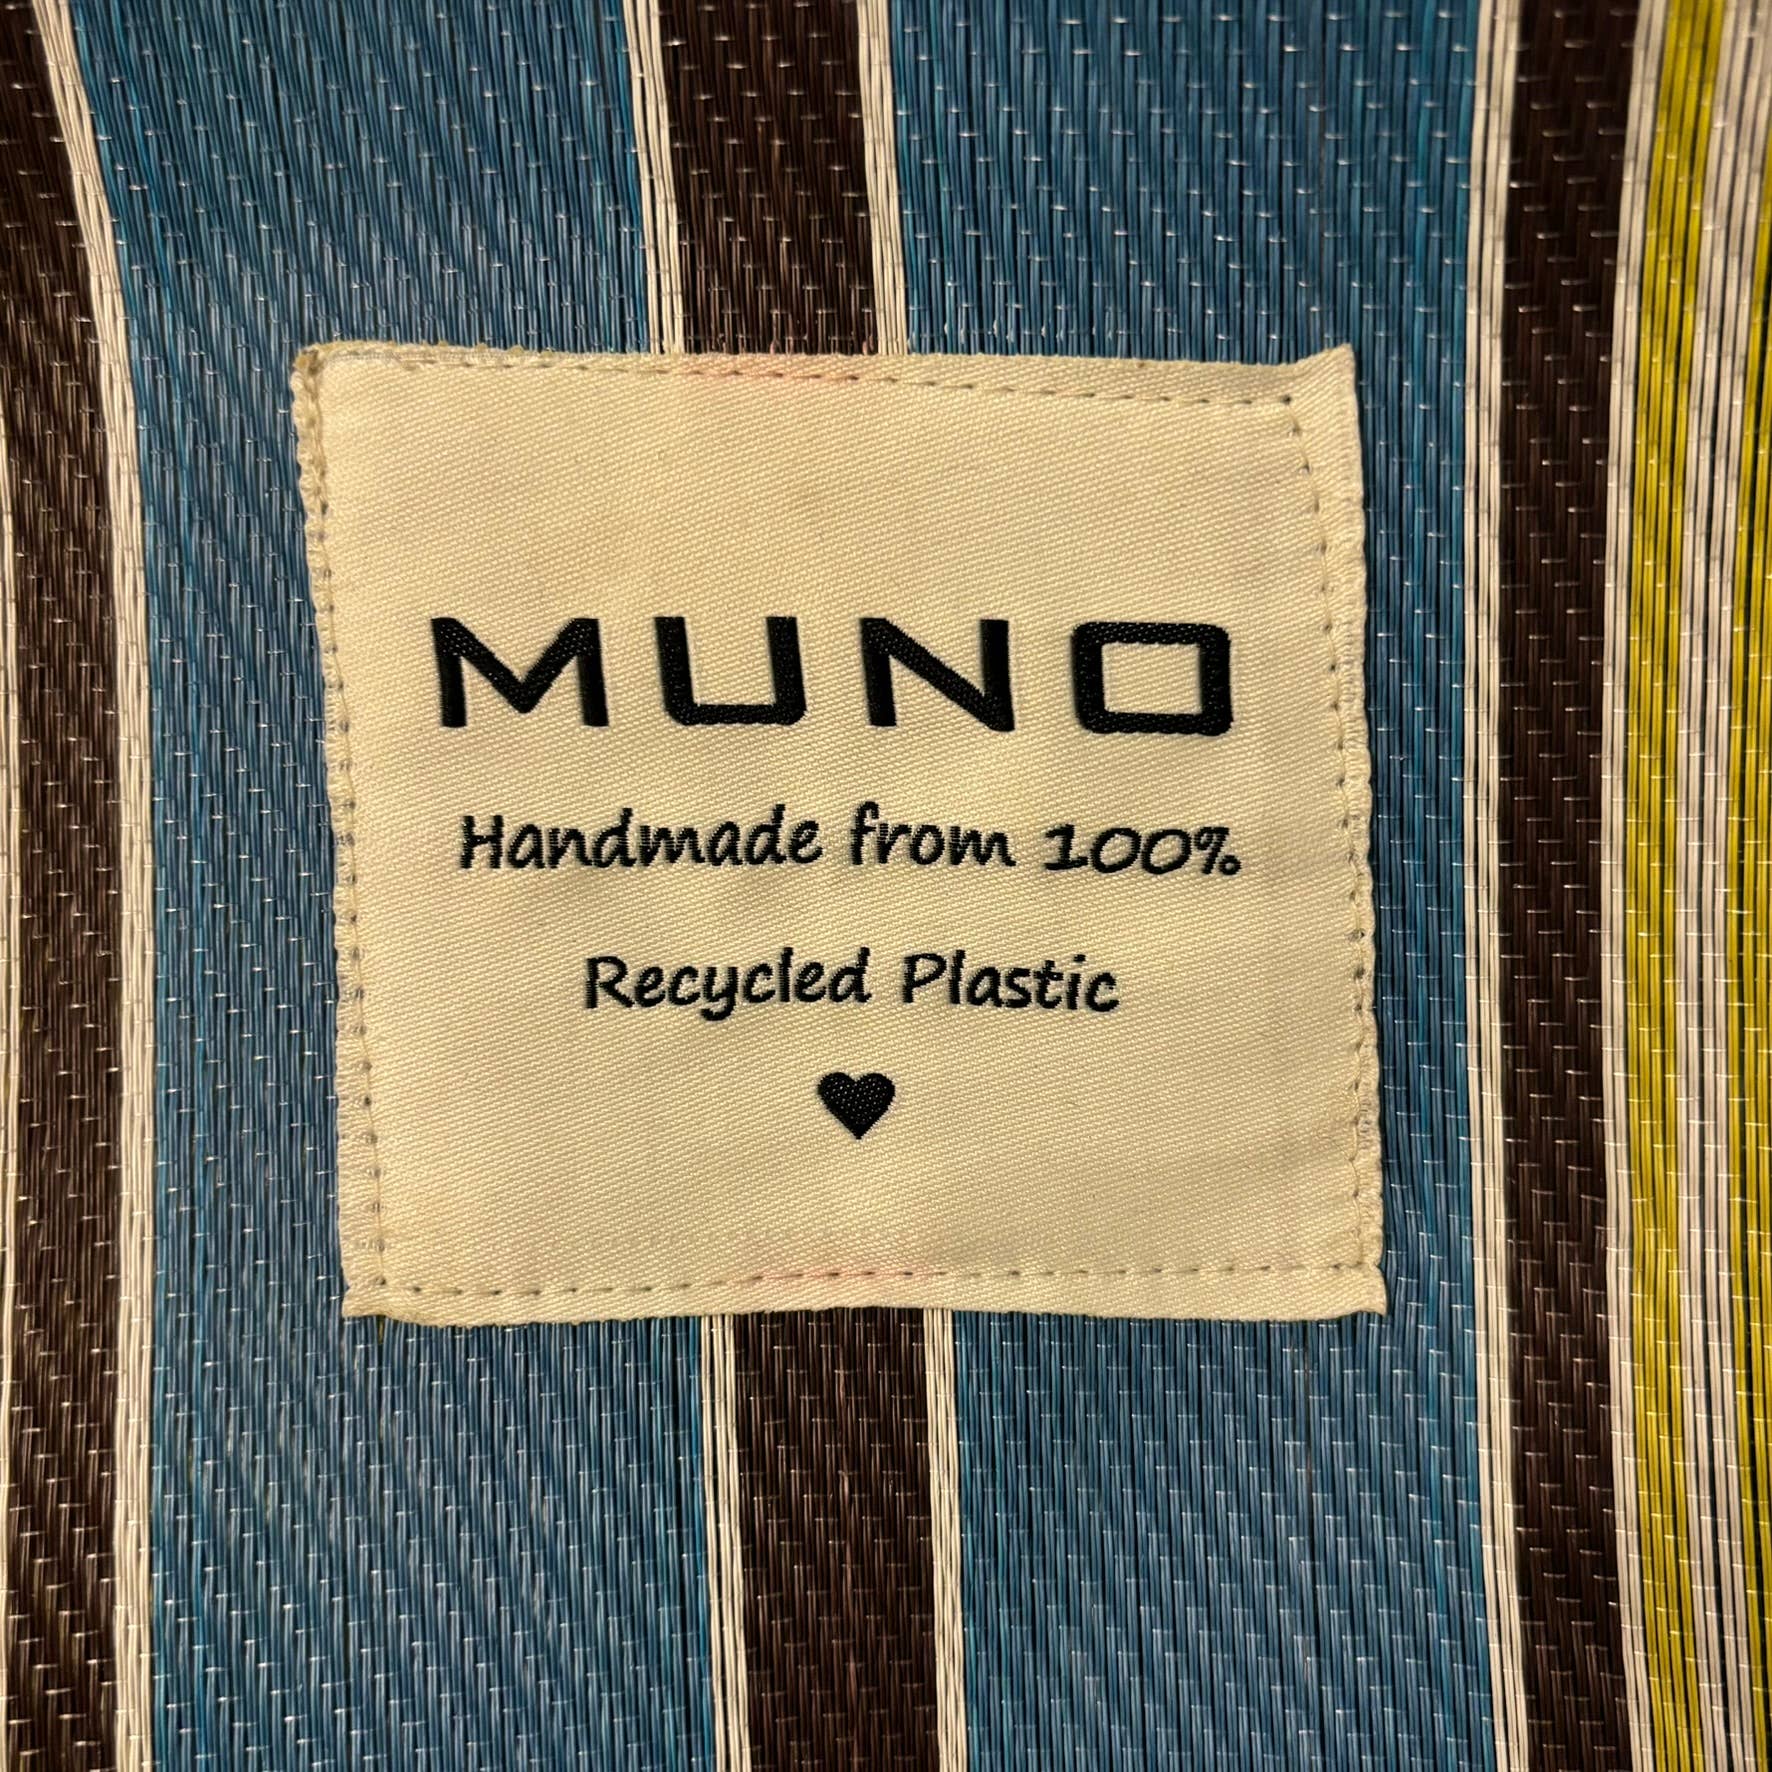 MUNO
Handmade from 100%
Recycled Plastic